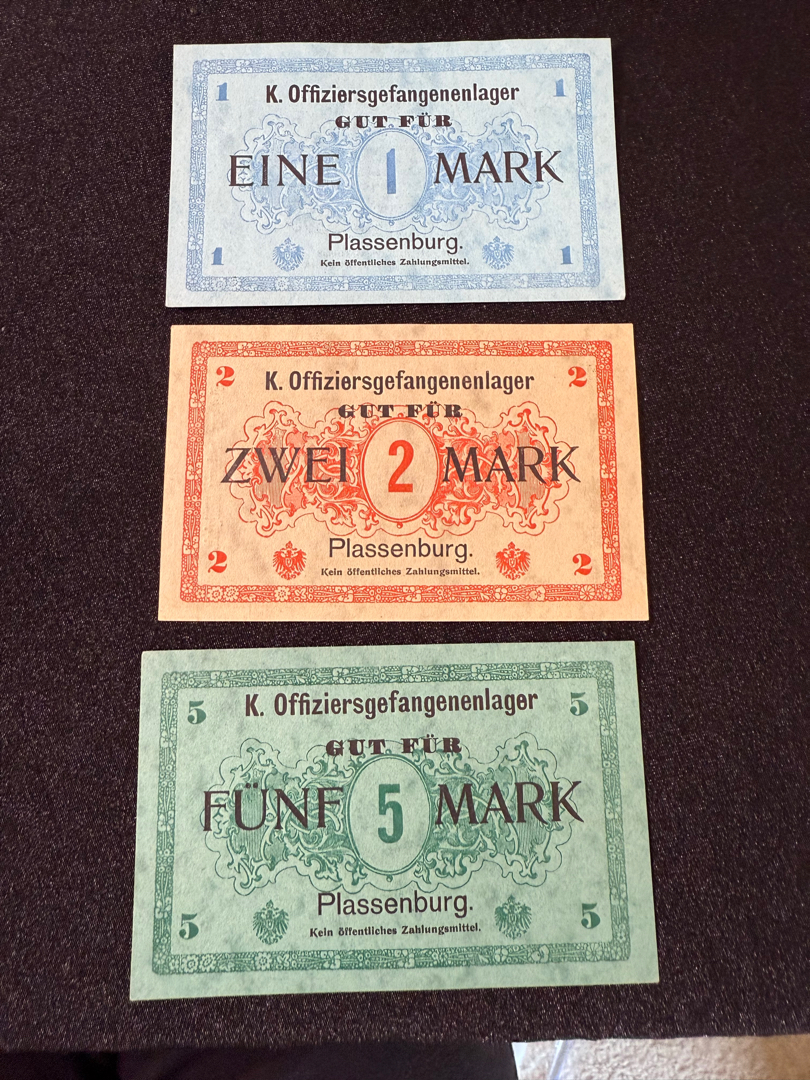 1 K. Offiziersgefangenenlager 1
GUT FÜR
EINE 1 MARK
Plassenburg.
1 Kein öffentliches Zahlungsmittel. 1
2 K. Offiziersgefangenenlager 2
GUT FÜR
ZWEI 2 MARK
Plassenburg.
2 Kein öffentliches Zahlungsmittel. 2
5 K. Offiziersgefangenenlager 5
GUT FÜR
FÜNF 5 MARK
Plassenburg.
5 Kein öffentliches Zahlungsmittel. 5